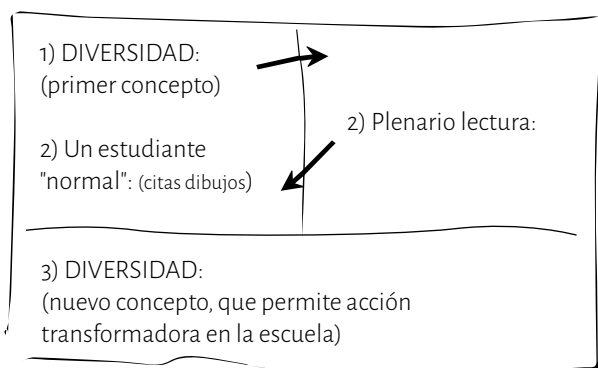 1) DIVERSIDAD:
(primer concepto)
2) Un estudiante
"normal": (citas dibujos)
2) Plenario lectura:
3) DIVERSIDAD:
(nuevo concepto, que permite acción
transformadora en la escuela)